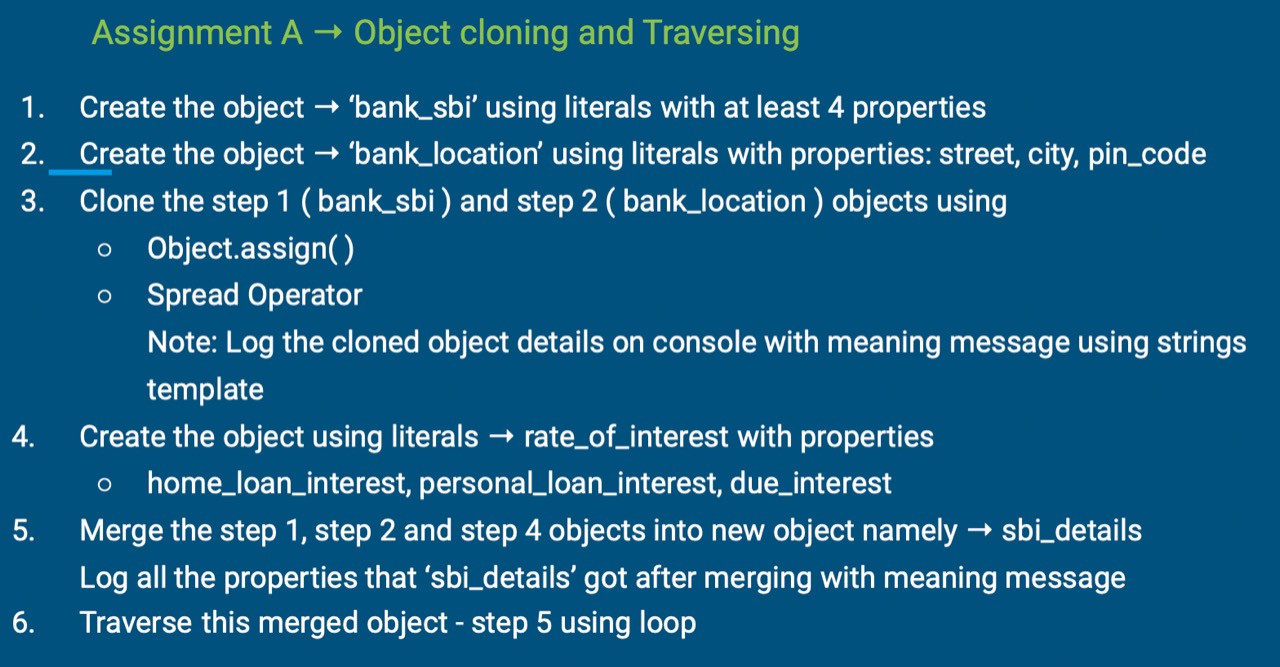 Assignment A → Object cloning and Traversing
1. Create the object → ‘bank_sbi’ using literals with at least 4 properties
2. Create the object → ‘bank_location’ using literals with properties: street, city, pin_code
3. Clone the step 1 ( bank_sbi ) and step 2 ( bank_location ) objects using
○ Object.assign( )
○ Spread Operator
Note: Log the cloned object details on console with meaning message using strings
template
4. Create the object using literals → rate_of_interest with properties
○ home_loan_interest, personal_loan_interest, due_interest
5. Merge the step 1, step 2 and step 4 objects into new object namely → sbi_details
Log all the properties that ‘sbi_details’ got after merging with meaning message
6. Traverse this merged object - step 5 using loop